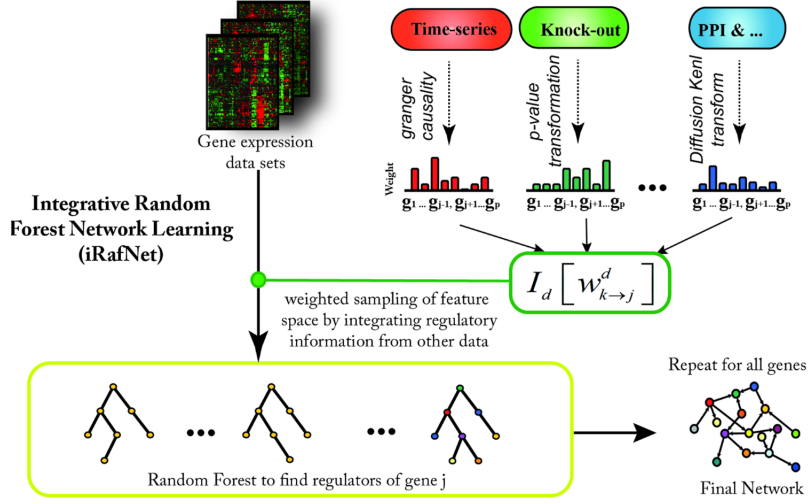 Time-series
Knock-out
PPI & ...
granger
causality
p-value
transformation
Diffusion Kenl
transform
Gene expression
data sets
Weight
g1 ... gj-1, gj+1...gp
g1 ... gj-1, gj+1...gp
g1 ... gj-1, gj+1...gp
Integrative Random
Forest Network Learning
(iRafNet)
I_d [ w^d_{k→j} ]
weighted sampling of feature
space by integrating regulatory
information from other data
Repeat for all genes
Random Forest to find regulators of gene j
Final Network